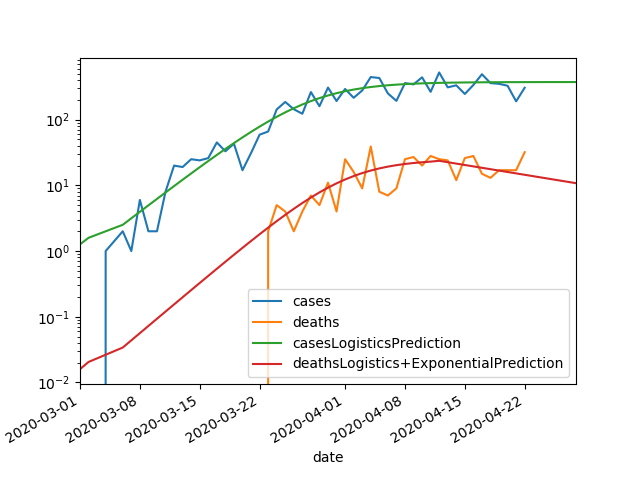 10²
10¹
10⁰
10⁻¹
10⁻²
cases
deaths
casesLogisticsPrediction
deathsLogistics+ExponentialPrediction
2020-03-01
2020-03-08
2020-03-15
2020-03-22
2020-04-01
2020-04-08
2020-04-15
2020-04-22
date